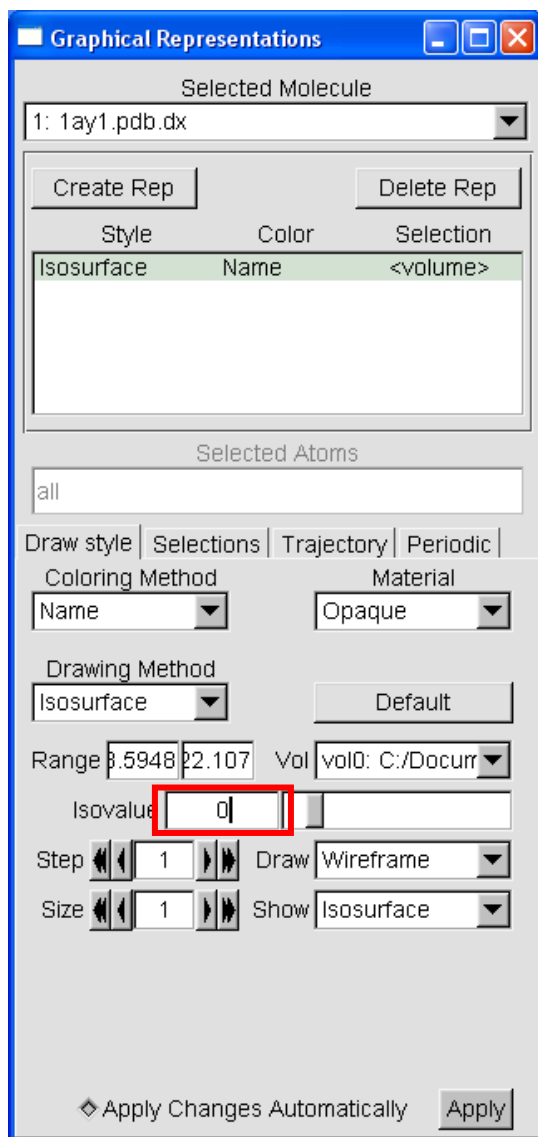 Graphical Representations
Selected Molecule
1: 1ay1.pdb.dx
Create Rep Delete Rep
Style Color Selection
Isosurface Name <volume>
Selected Atoms
all
Draw style Selections Trajectory Periodic
Coloring Method Material
Name Opaque
Drawing Method
Isosurface Default
Range .5948 22.107 Vol vol0: C:/Docum
Isovalue 0
Step 1 Draw Wireframe
Size 1 Show Isosurface
Apply Changes Automatically Apply